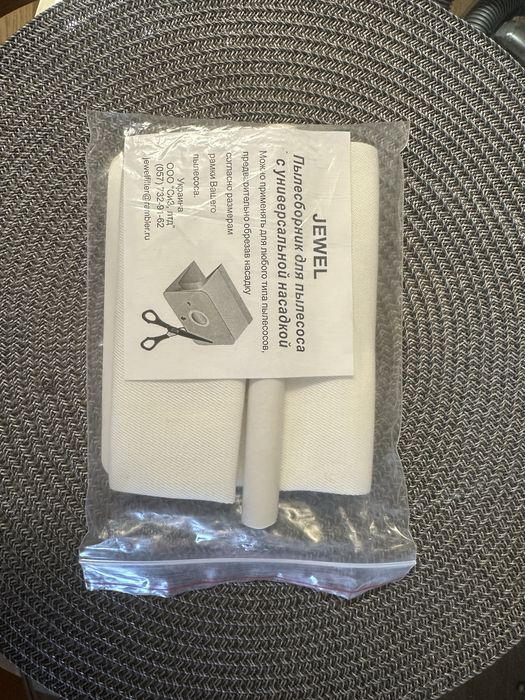 JEWEL
Пылесборник для пылесоса
с универсальной насадкой
Можно применять для любого типа пылесосов,
предварительно обрезав насадку
согласно размерам
рамки Вашего
пылесоса.
Украина
ООО "СиЗ, лтд"
(057) 732-91-62
jewelfilter@rambler.ru